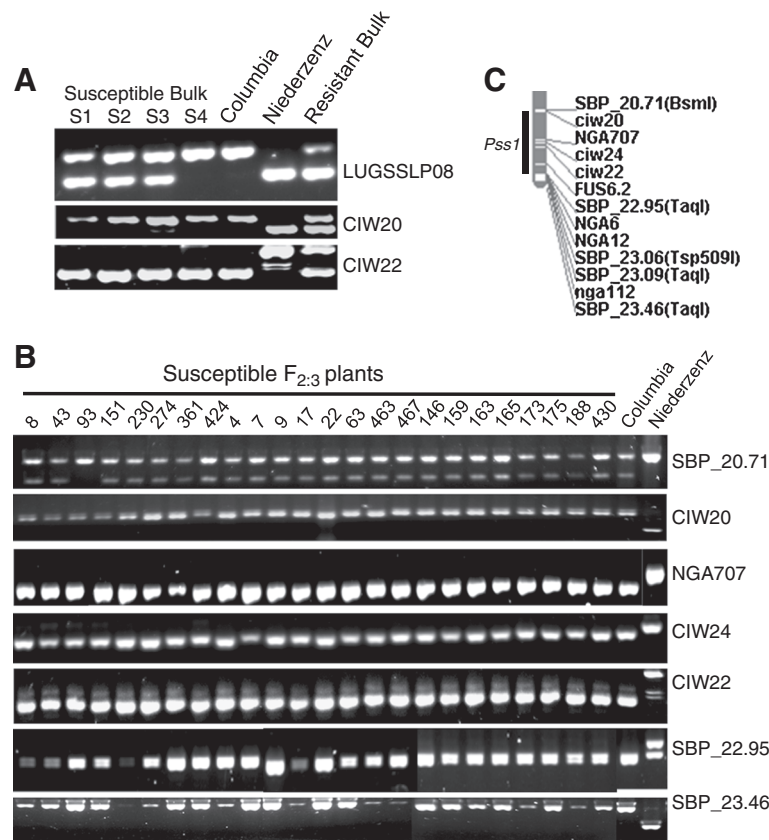 A
Susceptible Bulk
S1 S2 S3 S4 Columbia Niederzenz Resistant Bulk
LUGSSLP08
CIW20
CIW22
C
Pss1
SBP_20.71(BsmI)
ciw20
NGA707
ciw24
ciw22
FUS6.2
SBP_22.95(TaqI)
NGA6
NGA12
SBP_23.06(Tsp509I)
SBP_23.09(TaqI)
nga112
SBP_23.46(TaqI)
B
Susceptible F2:3 plants
8 43 93 151 230 274 361 424 4 7 9 17 22 63 463 467 146 159 163 165 173 175 188 430 Columbia Niederzenz
SBP_20.71
CIW20
NGA707
CIW24
CIW22
SBP_22.95
SBP_23.46